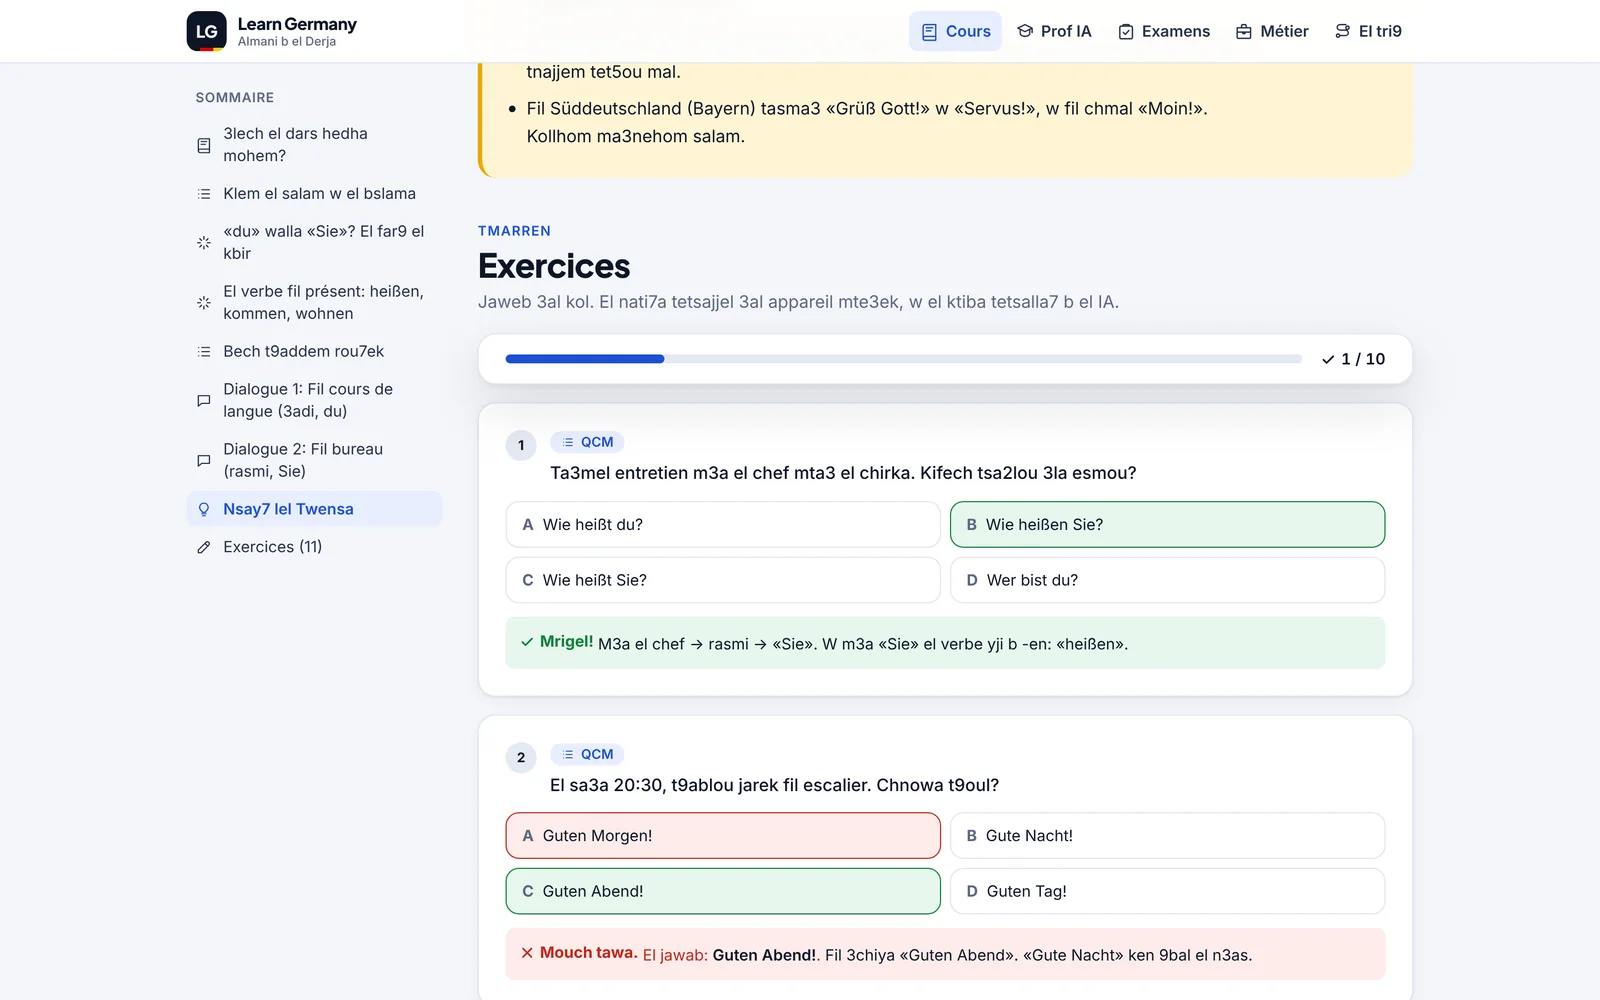 LG
Learn Germany
Almani b el Derja
Cours
Prof IA
Examens
Métier
El tri9
SOMMAIRE
3lech el dars hedha
mohem?
Klem el salam w el bslama
«du» walla «Sie»? El far9 el
kbir
El verbe fil présent: heißen,
kommen, wohnen
Bech t9addem rou7ek
Dialogue 1: Fil cours de
langue (3adi, du)
Dialogue 2: Fil bureau
(rasmi, Sie)
Nsay7 lel Twensa
Exercices (11)
tnajjem tet5ou mal.
• Fil Süddeutschland (Bayern) tasma3 «Grüß Gott!» w «Servus!», w fil chmal «Moin!».
Kollhom ma3nehom salam.
TMARREN
Exercices
Jaweb 3al kol. El nati7a tetsajjel 3al appareil mte3ek, w el ktiba tetsalla7 b el IA.
✓ 1 / 10
1
QCM
Ta3mel entretien m3a el chef mta3 el chirka. Kifech tsa2lou 3la esmou?
A Wie heißt du?
B Wie heißen Sie?
C Wie heißt Sie?
D Wer bist du?
✓ Mrigel! M3a el chef → rasmi → «Sie». W m3a «Sie» el verbe yji b -en: «heißen».
2
QCM
El sa3a 20:30, t9ablou jarek fil escalier. Chnowa t9oul?
A Guten Morgen!
B Gute Nacht!
C Guten Abend!
D Guten Tag!
✕ Mouch tawa. El jawab: Guten Abend!. Fil 3chiya «Guten Abend». «Gute Nacht» ken 9bal el n3as.